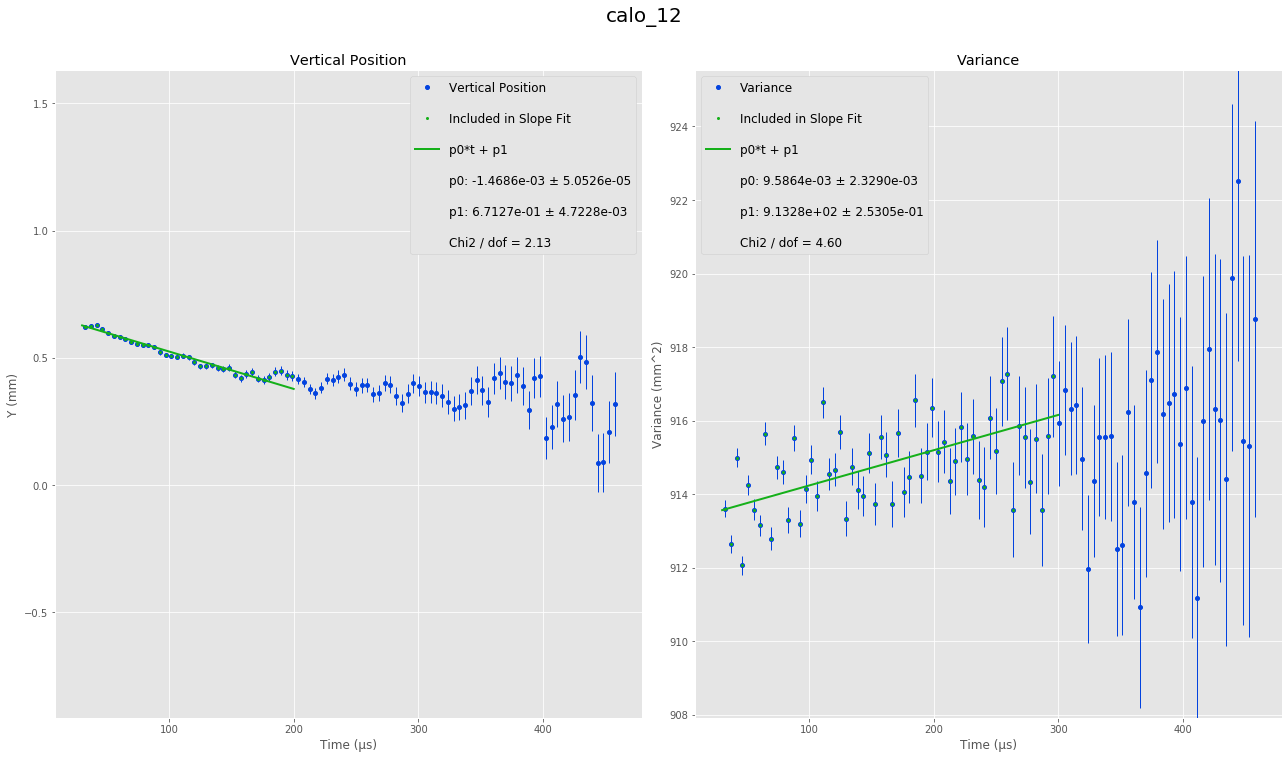 calo_12
Vertical Position
Vertical Position
Included in Slope Fit
p0*t + p1
p0: -1.4686e-03 ± 5.0526e-05
p1: 6.7127e-01 ± 4.7228e-03
Chi2 / dof = 2.13
1.5
1.0
0.5
0.0
−0.5
Y (mm)
100
200
300
400
Time (μs)
Variance
Variance
Included in Slope Fit
p0*t + p1
p0: 9.5864e-03 ± 2.3290e-03
p1: 9.1328e+02 ± 2.5305e-01
Chi2 / dof = 4.60
924
922
920
918
916
914
912
910
908
Variance (mm^2)
100
200
300
400
Time (μs)